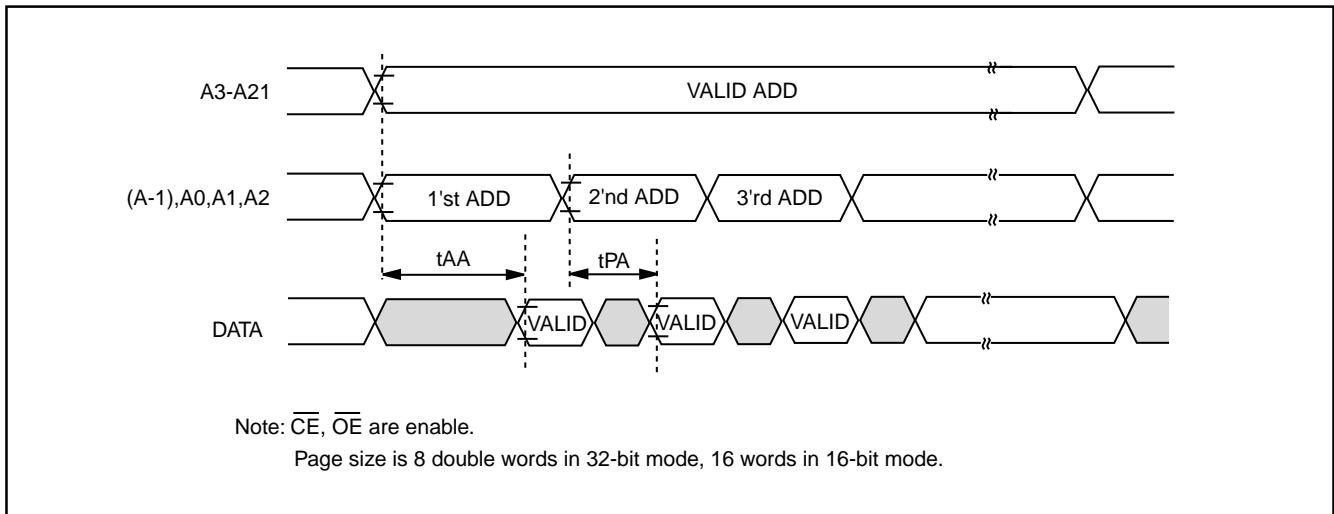 A3-A21
VALID ADD
(A-1),A0,A1,A2
1'st ADD
2'nd ADD
3'rd ADD
tAA
tPA
DATA
VALID
VALID
VALID
Note: C̅E̅, O̅E̅ are enable.
Page size is 8 double words in 32-bit mode, 16 words in 16-bit mode.